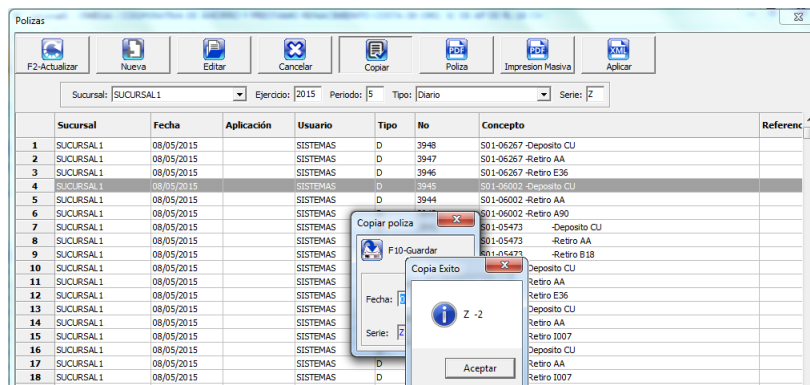 Polizas
F2-Actualizar Nueva Editar Cancelar Copiar Poliza Impresion Masiva Aplicar
Sucursal: SUCURSAL1 Ejercicio: 2015 Periodo: 5 Tipo: Diario Serie: Z
Sucursal Fecha Aplicación Usuario Tipo No Concepto Referenc
1 SUCURSAL1 08/05/2015 SISTEMAS D 3948 S01-06267 -Deposito CU
2 SUCURSAL1 08/05/2015 SISTEMAS D 3947 S01-06267 -Retiro AA
3 SUCURSAL1 08/05/2015 SISTEMAS D 3946 S01-06267 -Retiro E36
4 SUCURSAL1 08/05/2015 SISTEMAS D 3945 S01-06002 -Deposito CU
5 SUCURSAL1 08/05/2015 SISTEMAS D 3944 S01-06002 -Retiro AA
6 SUCURSAL1 08/05/2015 SISTEMAS S01-06002 -Retiro A90
7 SUCURSAL1 08/05/2015 SISTEMAS S01-05473 -Deposito CU
8 SUCURSAL1 08/05/2015 SISTEMAS S01-05473 -Retiro AA
9 SUCURSAL1 08/05/2015 SISTEMAS S01-05473 -Retiro B18
10 SUCURSAL1 08/05/2015 SISTEMAS Deposito CU
11 SUCURSAL1 08/05/2015 SISTEMAS Retiro AA
12 SUCURSAL1 08/05/2015 SISTEMAS Retiro E36
13 SUCURSAL1 08/05/2015 SISTEMAS Deposito CU
14 SUCURSAL1 08/05/2015 SISTEMAS Retiro AA
15 SUCURSAL1 08/05/2015 SISTEMAS Retiro I007
16 SUCURSAL1 08/05/2015 SISTEMAS Deposito CU
17 SUCURSAL1 08/05/2015 SISTEMAS D Retiro AA
18 SUCURSAL1 08/05/2015 SISTEMAS D Retiro I007
Copiar poliza
F10-Guardar
Fecha:
Serie: Z
Copia Exito
Z -2
Aceptar